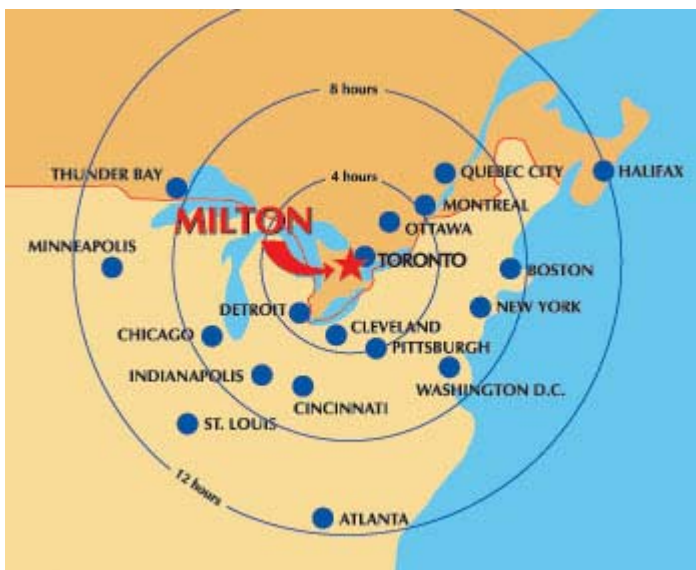 8 hours
4 hours
THUNDER BAY
QUEBEC CITY
HALIFAX
MONTREAL
MILTON
OTTAWA
MINNEAPOLIS
TORONTO
BOSTON
DETROIT
NEW YORK
CHICAGO
CLEVELAND
PITTSBURGH
INDIANAPOLIS
WASHINGTON D.C.
CINCINNATI
ST. LOUIS
12 hours
ATLANTA